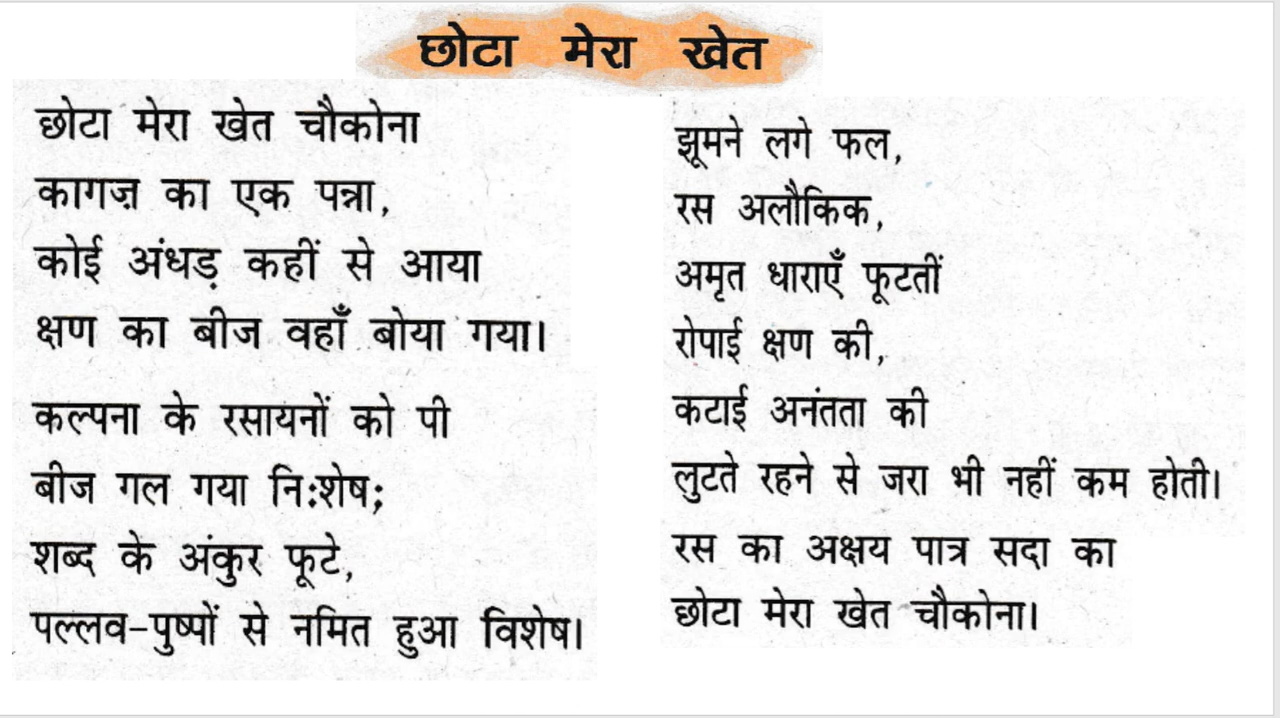 छोटा मेरा खेत
छोटा मेरा खेत चौकोना
कागज़ का एक पन्ना,
कोई अंधड़ कहीं से आया
क्षण का बीज वहाँ बोया गया।
कल्पना के रसायनों को पी
बीज गल गया नि:शेष;
शब्द के अंकुर फूटे,
पल्लव-पुष्पों से नमित हुआ विशेष।
झूमने लगे फल,
रस अलौकिक,
अमृत धाराएँ फूटतीं
रोपाई क्षण की,
कटाई अनंतता की
लुटते रहने से जरा भी नहीं कम होती।
रस का अक्षय पात्र सदा का
छोटा मेरा खेत चौकोना।